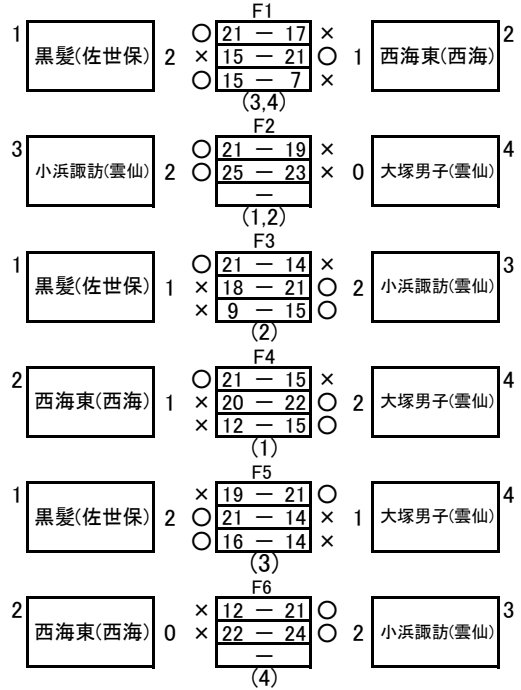 F1
1 ○ 21 － 17 × 2
黒髪(佐世保) 2 × 15 － 21 ○ 1 西海東(西海)
○ 15 － 7 ×
(3,4)
F2
3 ○ 21 － 19 × 4
小浜諏訪(雲仙) 2 ○ 25 － 23 × 0 大塚男子(雲仙)
－
(1,2)
F3
1 ○ 21 － 14 × 3
黒髪(佐世保) 1 × 18 － 21 ○ 2 小浜諏訪(雲仙)
× 9 － 15 ○
(2)
F4
2 ○ 21 － 15 × 4
西海東(西海) 1 × 20 － 22 ○ 2 大塚男子(雲仙)
× 12 － 15 ○
(1)
F5
1 × 19 － 21 ○ 4
黒髪(佐世保) 2 ○ 21 － 14 × 1 大塚男子(雲仙)
○ 16 － 14 ×
(3)
F6
2 × 12 － 21 ○ 3
西海東(西海) 0 × 22 － 24 ○ 2 小浜諏訪(雲仙)
－
(4)